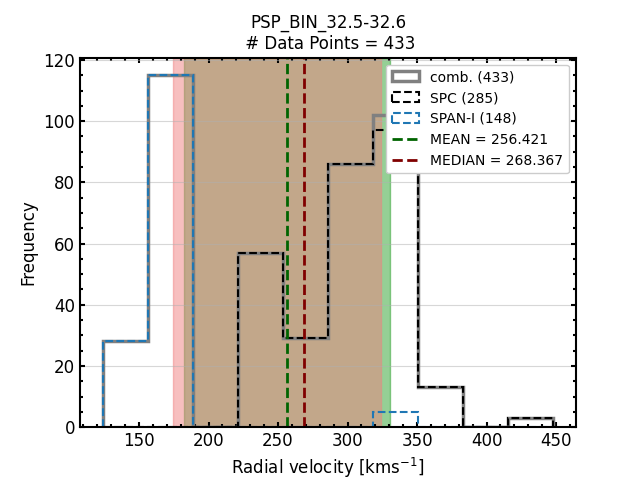 PSP_BIN_32.5-32.6
# Data Points = 433
120
100
80
60
40
20
0
Frequency
comb. (433)
SPC (285)
SPAN-I (148)
MEAN = 256.421
MEDIAN = 268.367
150 200 250 300 350 400 450
Radial velocity [kms⁻¹]